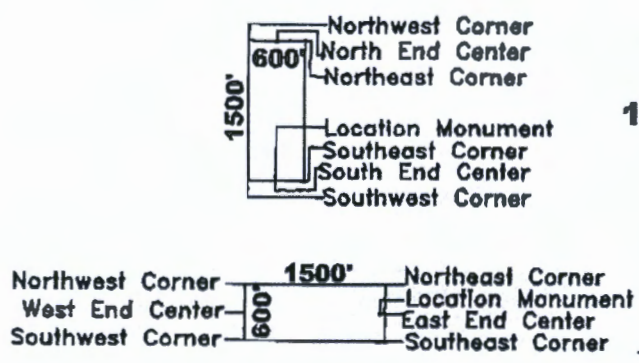 Northwest Corner
North End Center
600'
Northeast Corner
1500'
1
Location Monument
Southeast Corner
South End Center
Southwest Corner
Northwest Corner
1500'
Northeast Corner
West End Center
600'
Location Monument
East End Center
Southwest Corner
Southeast Corner